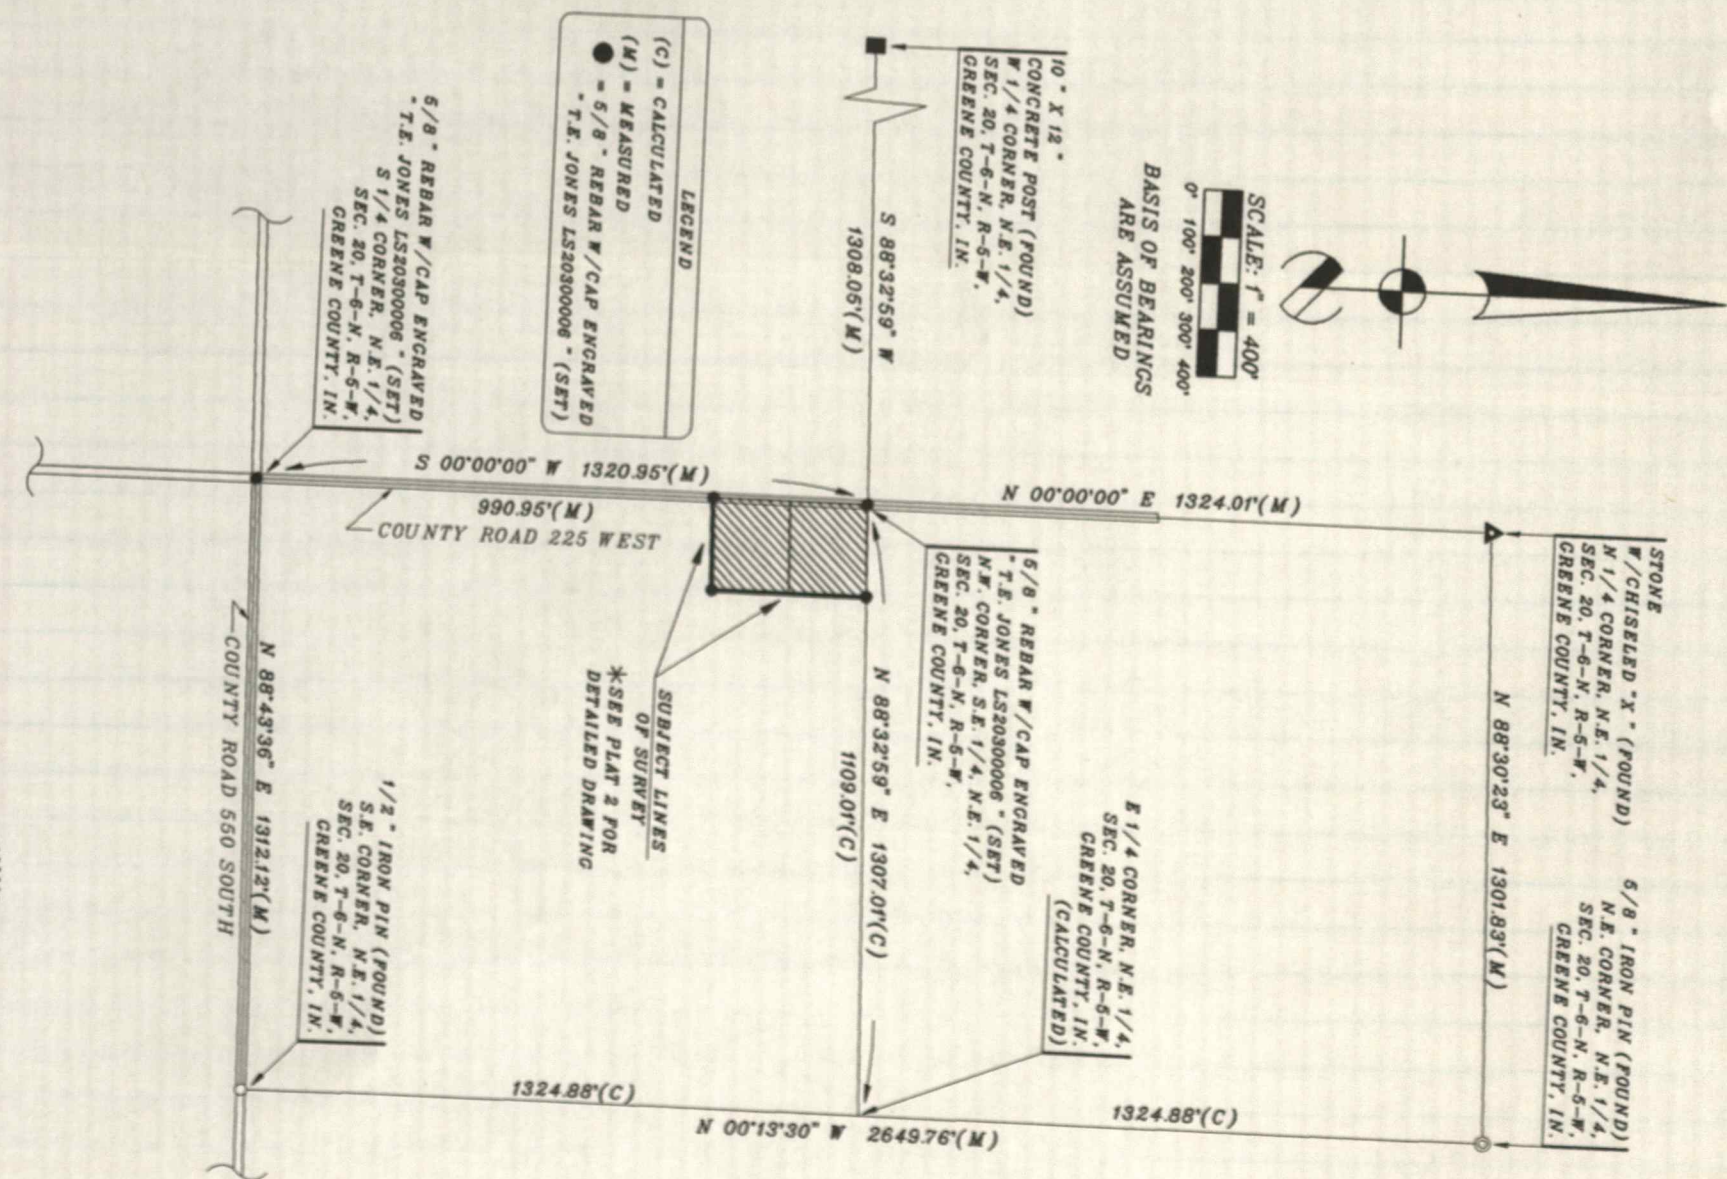 STONE
W/CHISELED "X" (FOUND)
N 1/4 CORNER, N.E. 1/4,
SEC. 20, T-6-N, R-5-W,
GREENE COUNTY, IN.
5/8" IRON PIN (FOUND)
N.E. CORNER, N.E. 1/4,
SEC. 20, T-6-N, R-5-W,
GREENE COUNTY, IN.
N 88°30'23" E 1301.83'(M)
SCALE: 1" = 400'
0' 100' 200' 300' 400'
BASIS OF BEARINGS
ARE ASSUMED
N 00°00'00" E 1324.01'(M)
1324.88'(C)
10" X 12"
CONCRETE POST (FOUND)
W 1/4 CORNER, N.E. 1/4,
SEC. 20, T-6-N, R-5-W,
GREENE COUNTY, IN.
5/8" REBAR W/CAP ENGRAVED
"T.E. JONES LS20300006" (SET)
N.W. CORNER, S.E. 1/4, N.E. 1/4,
SEC. 20, T-6-N, R-5-W,
GREENE COUNTY, IN.
E 1/4 CORNER, N.E. 1/4,
SEC. 20, T-6-N, R-5-W,
GREENE COUNTY, IN.
(CALCULATED)
S 88°32'59" W
1308.05'(M)
N 88°32'59" E 1307.01'(C)
1109.01'(C)
N 00°13'30" W 2649.76'(M)
LEGEND
(C) = CALCULATED
(M) = MEASURED
● = 5/8" REBAR W/CAP ENGRAVED
"T.E. JONES LS20300006" (SET)
SUBJECT LINES
OF SURVEY
*SEE PLAT 2 FOR
DETAILED DRAWING
S 00°00'00" W 1320.95'(M)
990.95'(M)
COUNTY ROAD 225 WEST
1324.88'(C)
5/8" REBAR W/CAP ENGRAVED
"T.E. JONES LS20300006" (SET)
S 1/4 CORNER, N.E. 1/4,
SEC. 20, T-6-N, R-5-W,
GREENE COUNTY, IN.
1/2" IRON PIN (FOUND)
S.E. CORNER, N.E. 1/4,
SEC. 20, T-6-N, R-5-W,
GREENE COUNTY, IN.
N 88°43'36" E 1312.12'(M)
COUNTY ROAD 550 SOUTH